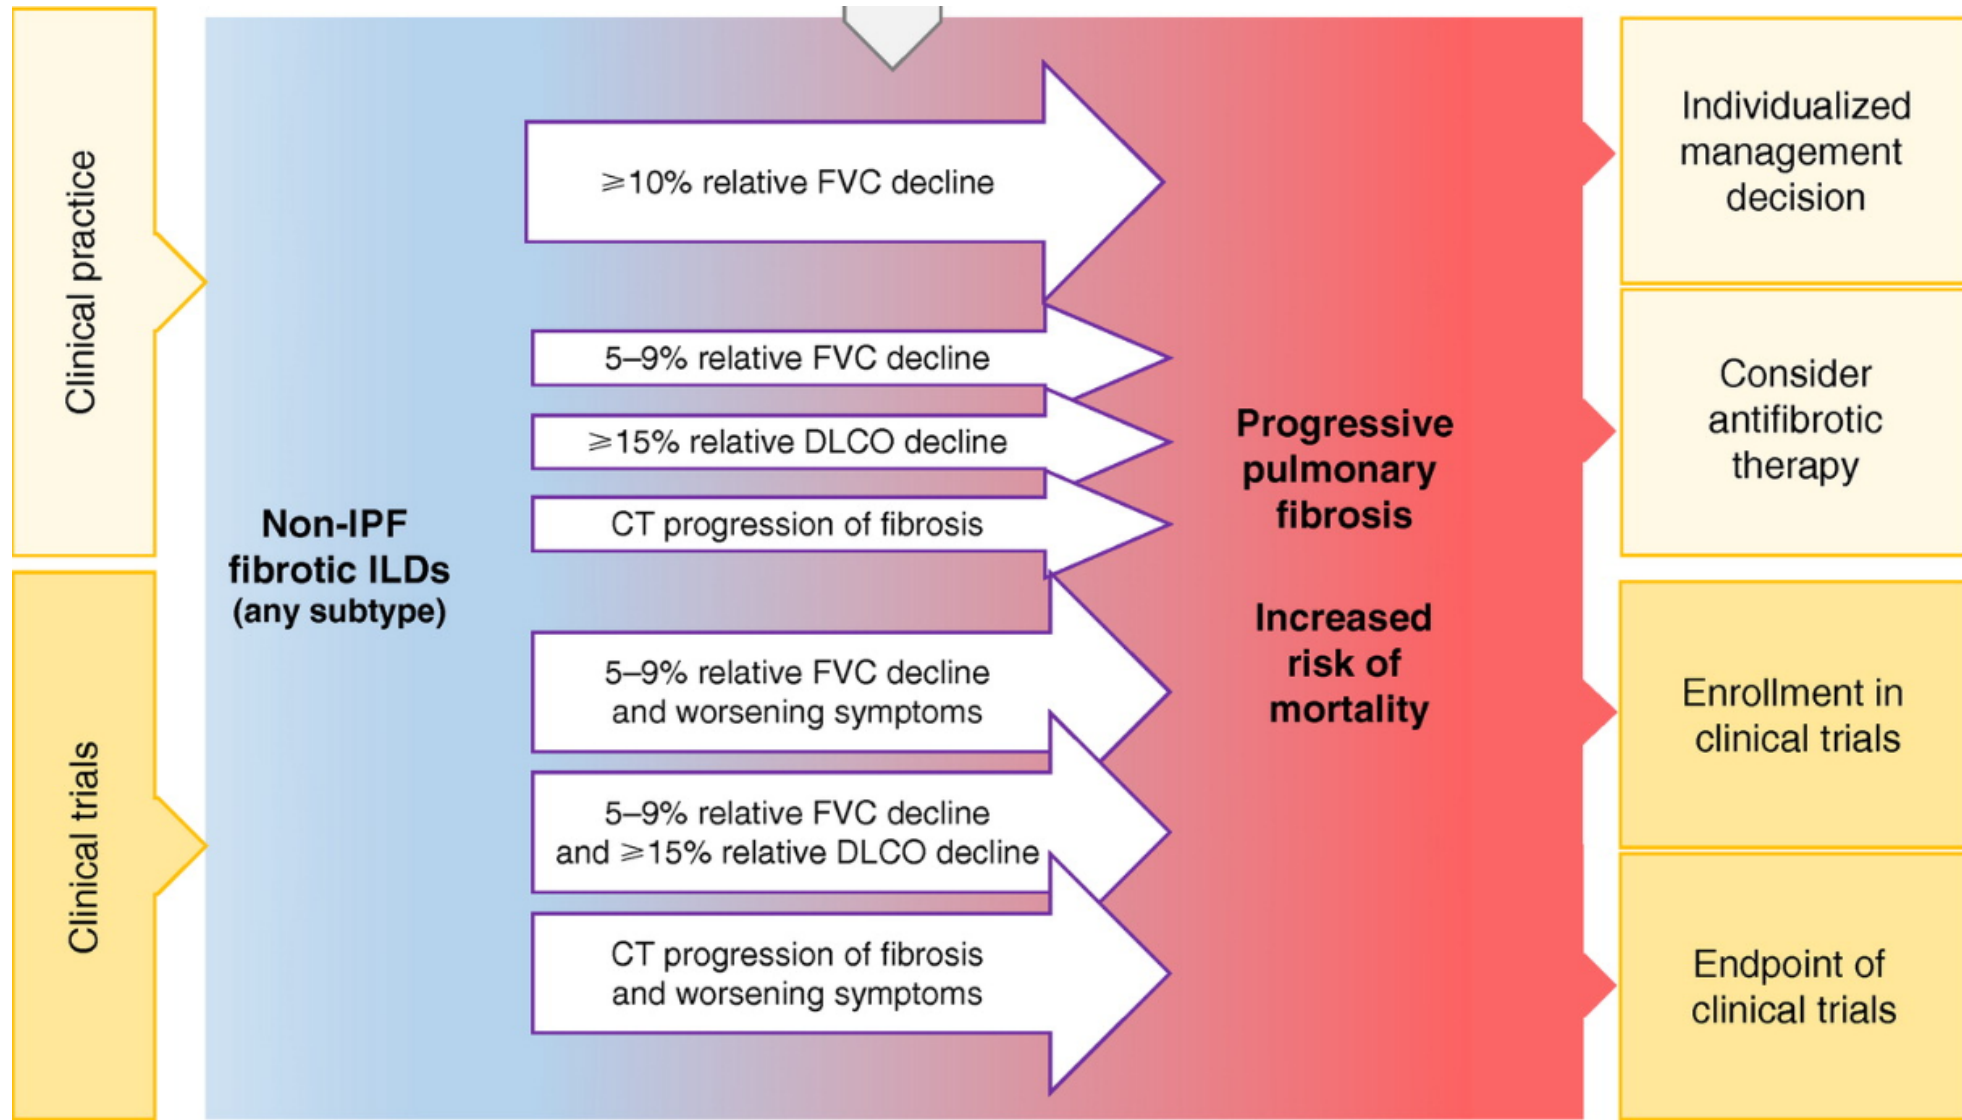 Clinical practice
Clinical trials
Non-IPF
fibrotic ILDs
(any subtype)
⩾10% relative FVC decline
5–9% relative FVC decline
⩾15% relative DLCO decline
CT progression of fibrosis
5–9% relative FVC decline
and worsening symptoms
5–9% relative FVC decline
and ⩾15% relative DLCO decline
CT progression of fibrosis
and worsening symptoms
Progressive
pulmonary
fibrosis
Increased
risk of
mortality
Individualized
management
decision
Consider
antifibrotic
therapy
Enrollment in
clinical trials
Endpoint of
clinical trials